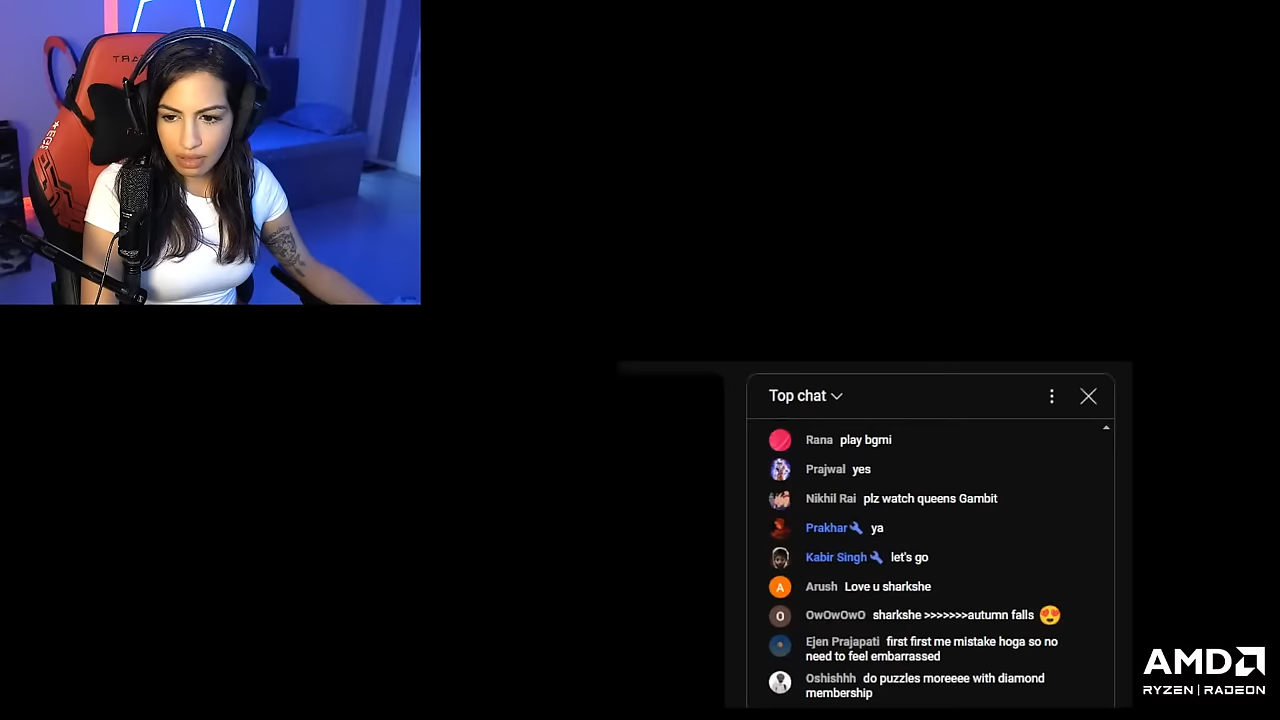 TRA
Top chat
Rana play bgmi
Prajwal yes
Nikhil Rai plz watch queens Gambit
Prakhar ya
Kabir Singh let's go
A Arush Love u sharkshe
O OwOwOwO sharkshe >>>>>>>autumn falls 😍
Ejen Prajapati first first me mistake hoga so no
need to feel embarrassed
Oshishhh do puzzles moreeee with diamond
membership
AMD
RYZEN | RADEON